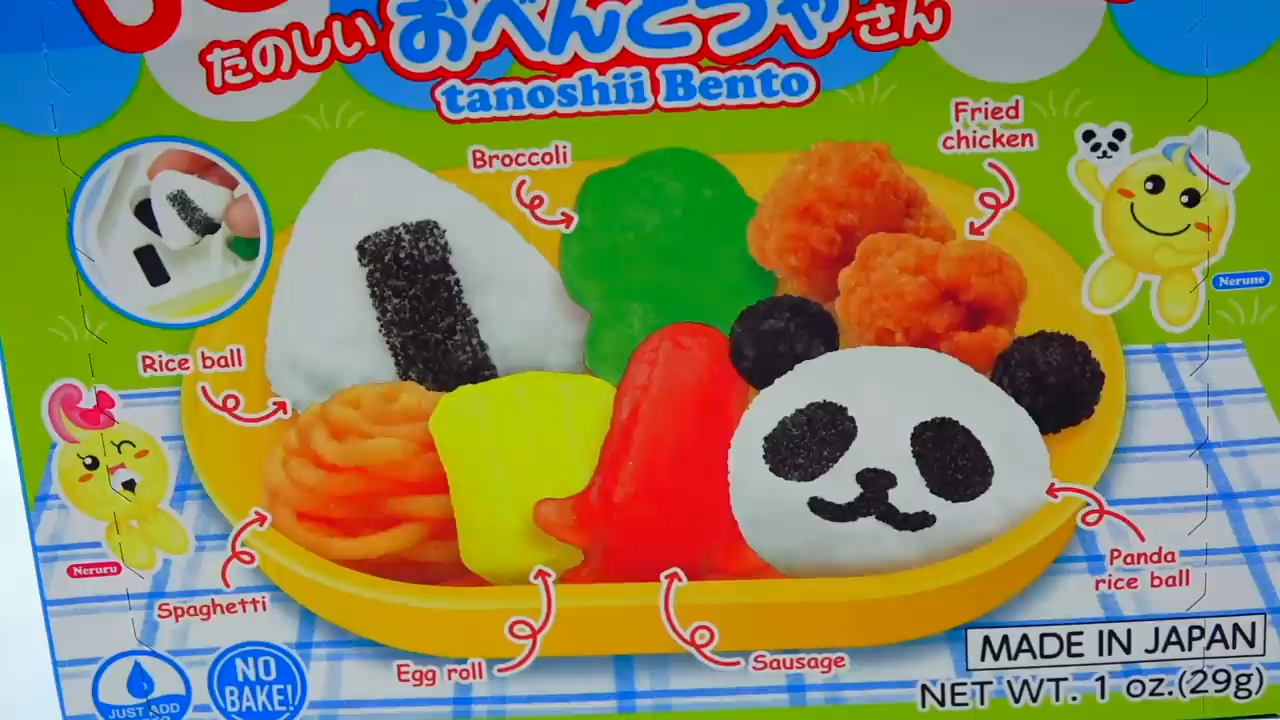 たのしい おべんとうやさん
tanoshii Bento
Fried
chicken
Broccoli
Nerune
Rice ball
Neruru
Panda
rice ball
Spaghetti
Egg roll
Sausage
MADE IN JAPAN
NET WT. 1 oz.(29g)
NO
BAKE!
JUST ADD